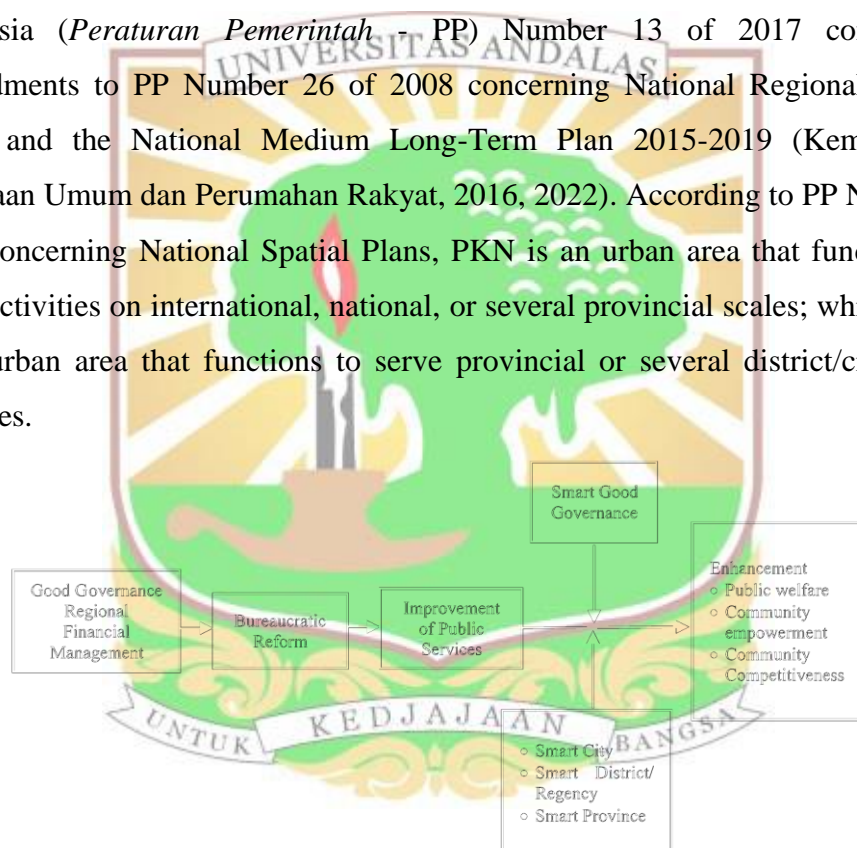 sia (Peraturan Pemerintah - PP) Number 13 of 2017 co
dments to PP Number 26 of 2008 concerning National Regional
and the National Medium Long-Term Plan 2015-2019 (Kem
aan Umum dan Perumahan Rakyat, 2016, 2022). According to PP N
oncerning National Spatial Plans, PKN is an urban area that func
ctivities on international, national, or several provincial scales; whi
urban area that functions to serve provincial or several district/ci
es.
UNIVERSITAS ANDALAS
Smart Good
Governance
Good Governance
Regional
Financial
Management
Bureaucratic
Reform
Improvement
of Public
Services
Enhancement
○ Public welfare
○ Community
empowerment
○ Community
Competitiveness
UNTUK KEDJAJAAN BANGSA
○ Smart City
○ Smart District/
Regency
○ Smart Province